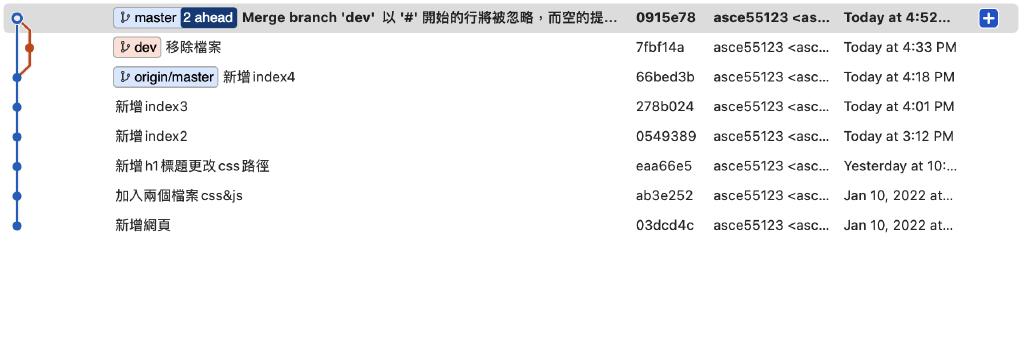 master 2 ahead Merge branch 'dev' 以 '#' 開始的行將被忽略，而空的提... 0915e78 asce55123 <as... Today at 4:52...
dev 移除檔案 7fbf14a asce55123 <asc... Today at 4:33 PM
origin/master 新增index4 66bed3b asce55123 <asc... Today at 4:18 PM
新增index3 278b024 asce55123 <asc... Today at 4:01 PM
新增index2 0549389 asce55123 <asc... Today at 3:12 PM
新增h1標題更改css路徑 eaa66e5 asce55123 <asc... Yesterday at 10:...
加入兩個檔案css&js ab3e252 asce55123 <asc... Jan 10, 2022 at...
新增網頁 03dcd4c asce55123 <asc... Jan 10, 2022 at...